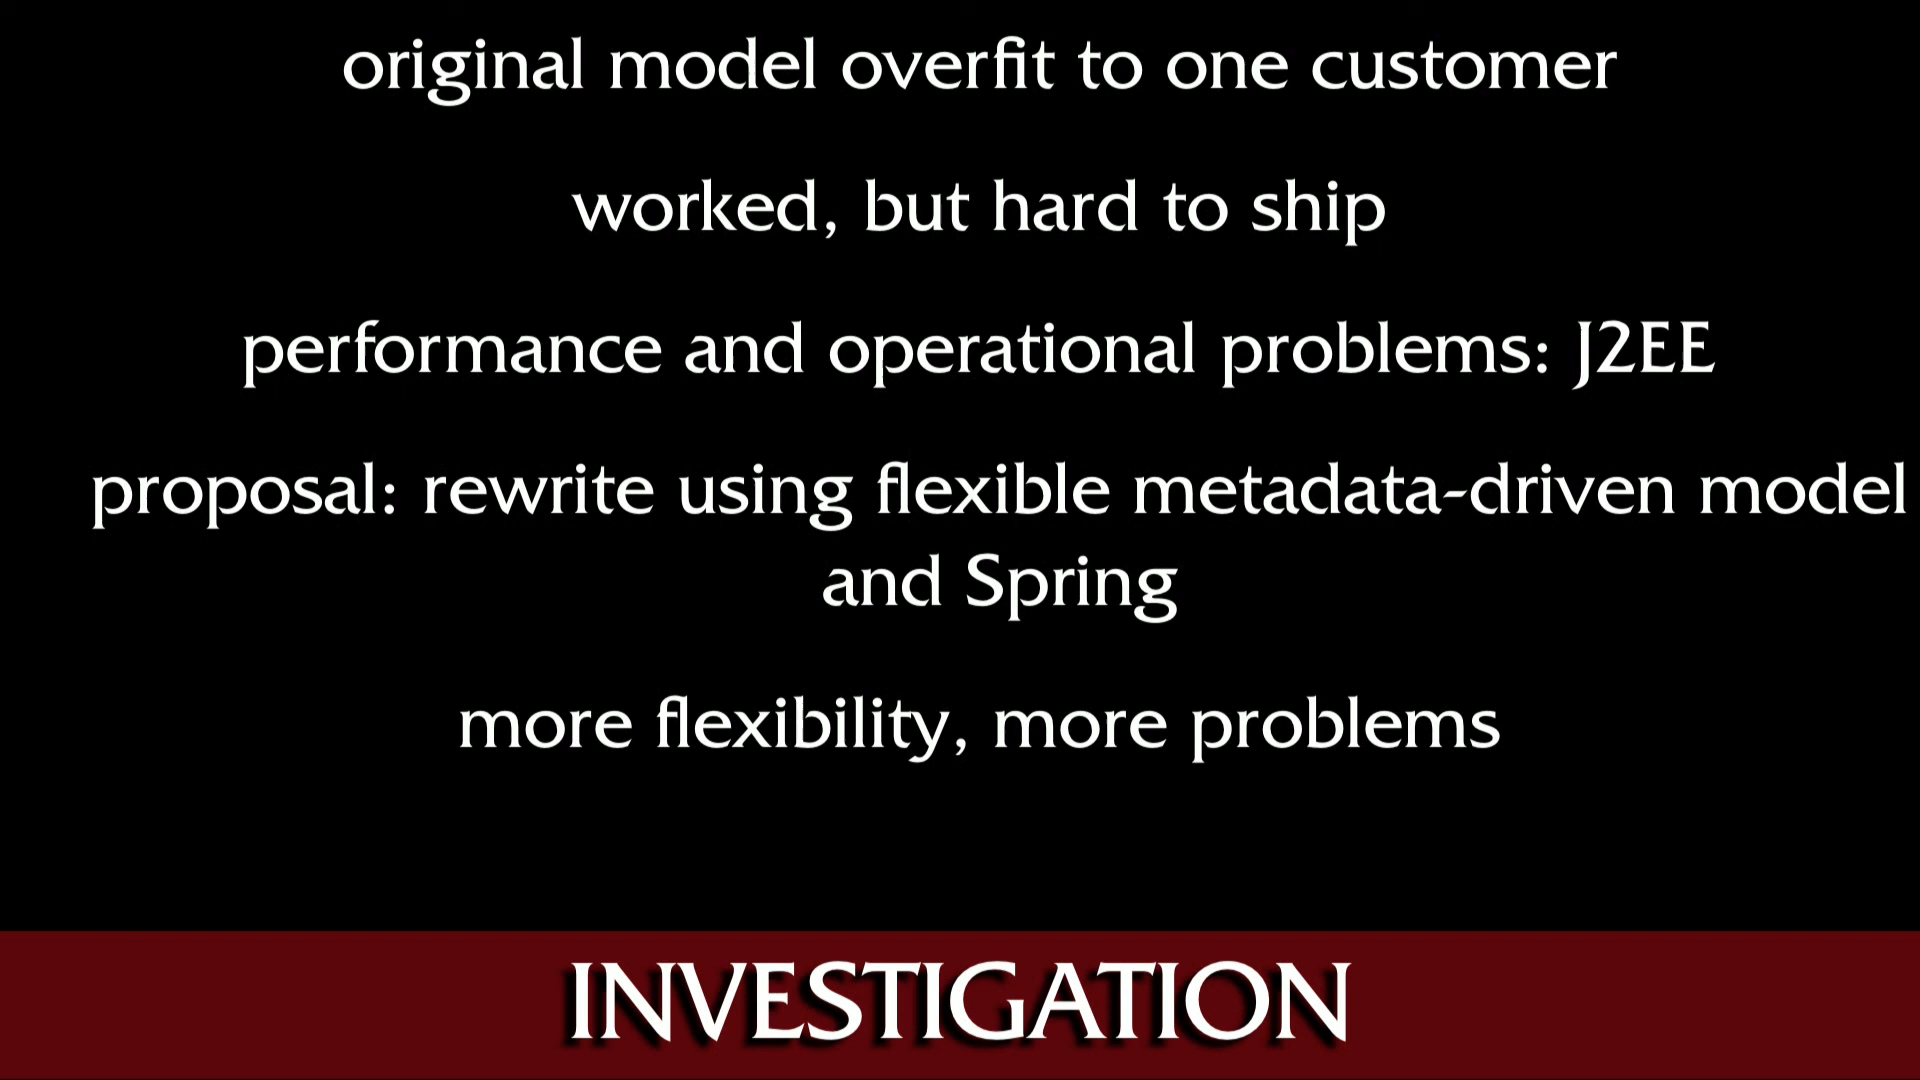 original model overfit to one customer
worked, but hard to ship
performance and operational problems: J2EE
proposal: rewrite using flexible metadata-driven model
and Spring
more flexibility, more problems
INVESTIGATION